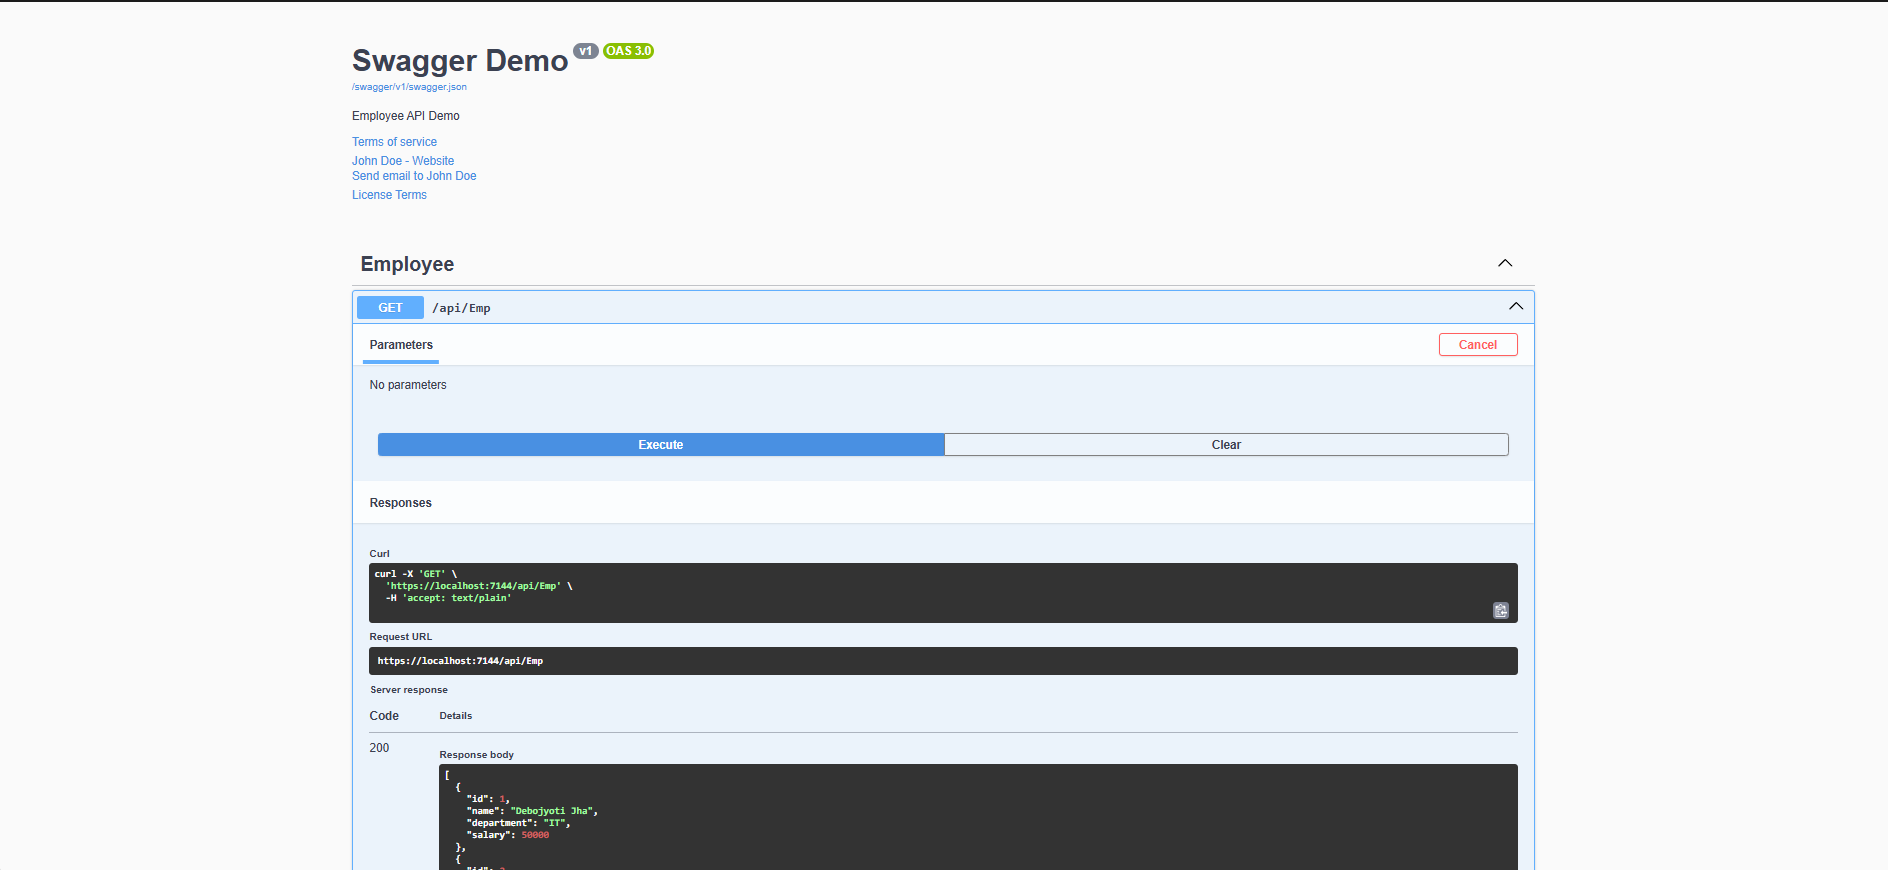 Swagger Demo v1 OAS 3.0
/swagger/v1/swagger.json
Employee API Demo
Terms of service
John Doe - Website
Send email to John Doe
License Terms
Employee
GET /api/Emp
Parameters Cancel
No parameters
Execute Clear
Responses
Curl
curl -X 'GET' \
'https://localhost:7144/api/Emp' \
-H 'accept: text/plain'
Request URL
https://localhost:7144/api/Emp
Server response
Code Details
200
Response body
[
{
"id": 1,
"name": "Debojyoti Jha",
"department": "IT",
"salary": 50000
},
{